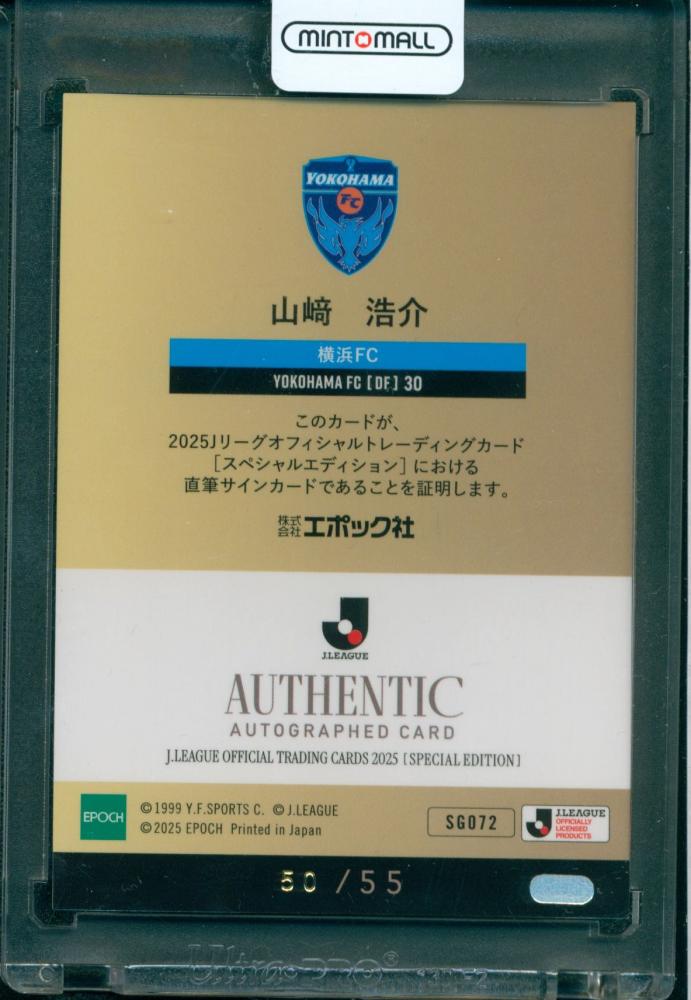 MINT MALL
YOKOHAMA
FC
山﨑 浩介
横浜FC
YOKOHAMA FC [DF] 30
このカードが、
2025Jリーグオフィシャルトレーディングカード
[スペシャルエディション]における
直筆サインカードであることを証明します。
株式会社エポック社
J.LEAGUE
AUTHENTIC
AUTOGRAPHED CARD
J.LEAGUE OFFICIAL TRADING CARDS 2025 [SPECIAL EDITION]
EPOCH
©1999 Y.F.SPORTS C. ©J.LEAGUE
©2025 EPOCH Printed in Japan
SG072
J.LEAGUE
OFFICIALLY
LICENSED
PRODUCTS
50 /55
Ultra PRO®